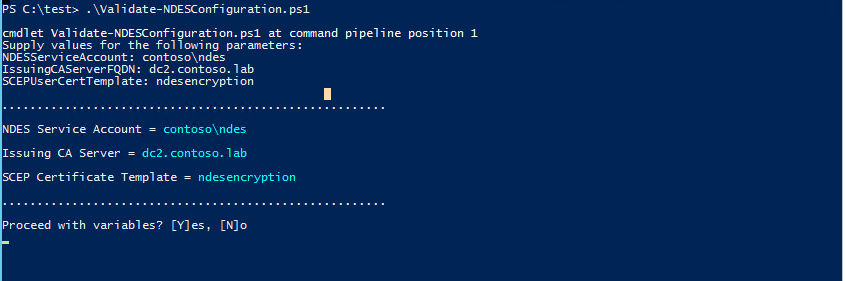 PS C:\test> .\Validate-NDESConfiguration.ps1
cmdlet Validate-NDESConfiguration.ps1 at command pipeline position 1
Supply values for the following parameters:
NDESServiceAccount: contoso\ndes
IssuingCAServerFQDN: dc2.contoso.lab
SCEPUserCertTemplate: ndesencryption
.......................................................
NDES Service Account = contoso\ndes
Issuing CA Server = dc2.contoso.lab
SCEP Certificate Template = ndesencryption
.......................................................
Proceed with variables? [Y]es, [N]o